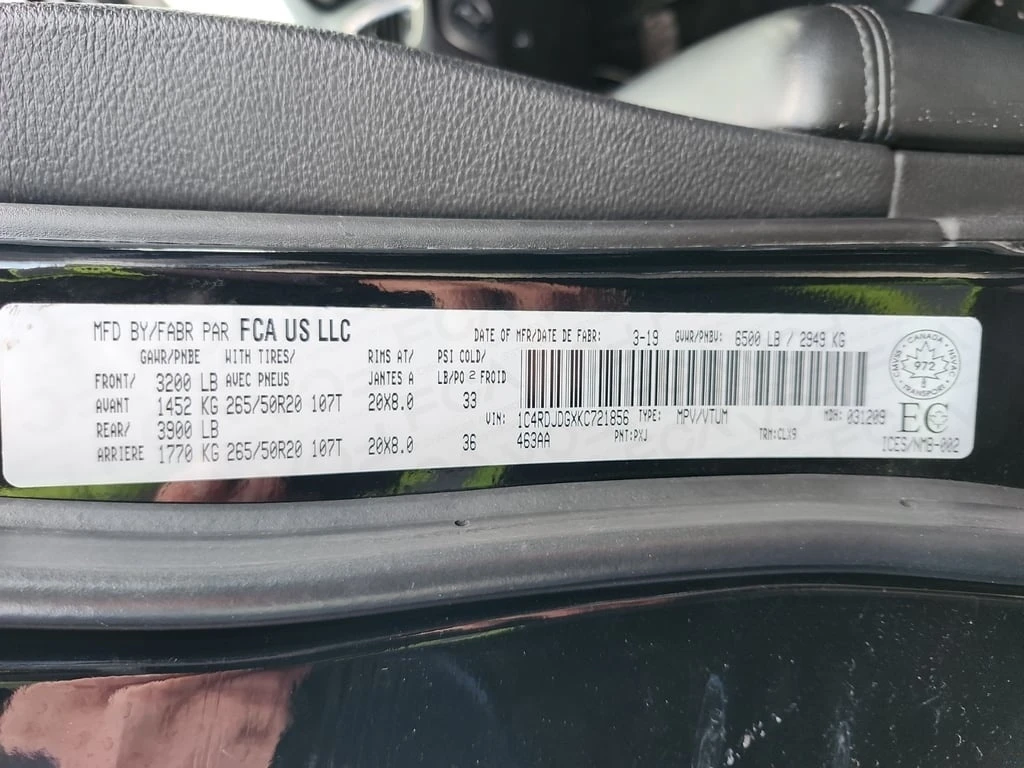 MFD BY/FABR PAR FCA US LLC
DATE OF MFR/DATE DE FABR: 3-19 GVWR/PNBV: 6500 LB / 2949 KG
GAWR/PNBE WITH TIRES/ RIMS AT/ PSI COLD/
FRONT/ 3200 LB AVEC PNEUS JANTES A LB/PO 2 FROID
AVANT 1452 KG 265/50R20 107T 20X8.0 33
REAR/ 3900 LB
ARRIERE 1770 KG 265/50R20 107T 20X8.0 36
VIN: 1C4RDJDGXKC721856 TYPE: MPV/VTUM MDH: 031209
463AA PNT:PXJ TRM:CLX9
CANADA
972
TRANSPORT
EC
ICES/NMB-002